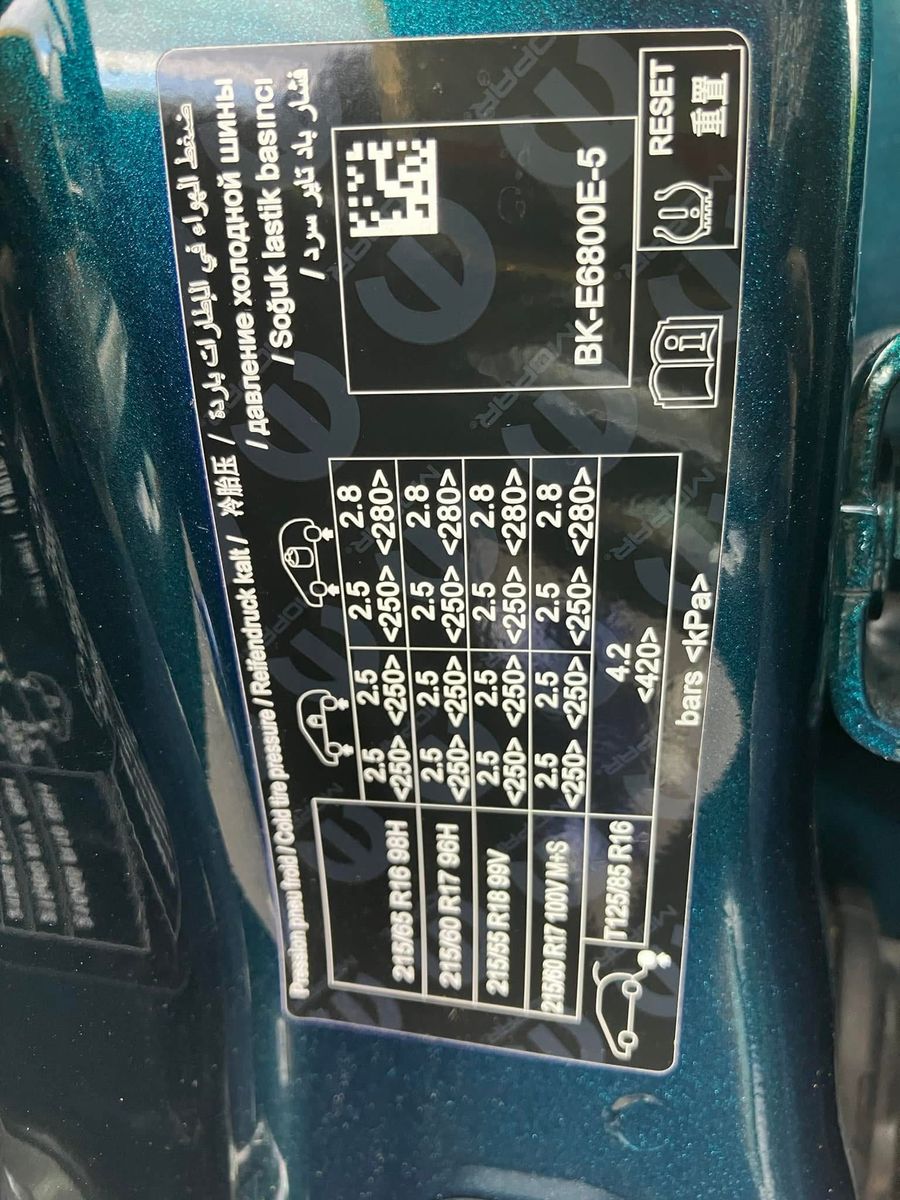 Pression pneu froid / Cold tire pressure / Reifendruck kalt / 冷胎压 / ضغط الهواء في الإطارات باردة
/ давление холодной шины
/ Soğuk lastik basıncı
/ فشار باد تایر سرد
215/65 R16 98H 2.5 2.5 2.5 2.8
<250> <250> <250> <280>
215/60 R17 96H 2.5 2.5 2.5 2.8
<250> <250> <250> <280>
215/55 R18 99V 2.5 2.5 2.5 2.8
<250> <250> <250> <280>
215/60 R17 100V M+S 2.5 2.5 2.5 2.8
<250> <250> <250> <280>
T125/85 R16 4.2
<420>
bars <kPa>
BK-E6800E-5
RESET
重置
MOPAR